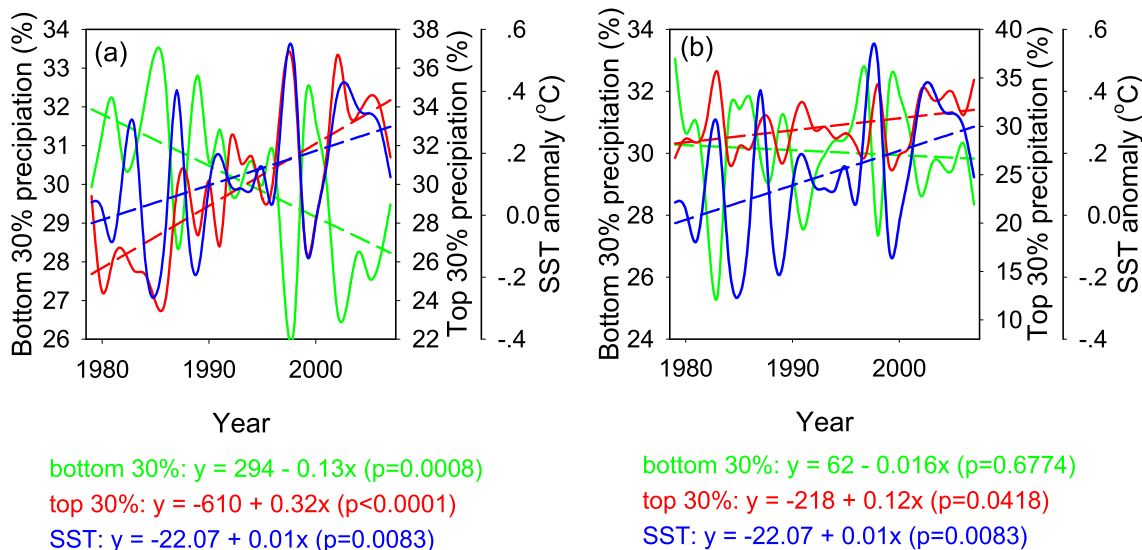 (a)
34
33
32
31
30
29
28
27
26
Bottom 30% precipiation (%)
38
36
34
32
30
28
26
24
22
Top 30% precipitation (%)
.6
.4
.2
0.0
-.2
-.4
SST anomaly (°C)
1980 1990 2000
Year
bottom 30%: y = 294 - 0.13x (p=0.0008)
top 30%: y = -610 + 0.32x (p<0.0001)
SST: y = -22.07 + 0.01x (p=0.0083)
(b)
34
32
30
28
26
24
Bottom 30% precipitation (%)
40
35
30
25
20
15
10
Top 30% precipitation (%)
.6
.4
.2
0.0
-.2
-.4
SST anomaly (°C)
1980 1990 2000
Year
bottom 30%: y = 62 - 0.016x (p=0.6774)
top 30%: y = -218 + 0.12x (p=0.0418)
SST: y = -22.07 + 0.01x (p=0.0083)